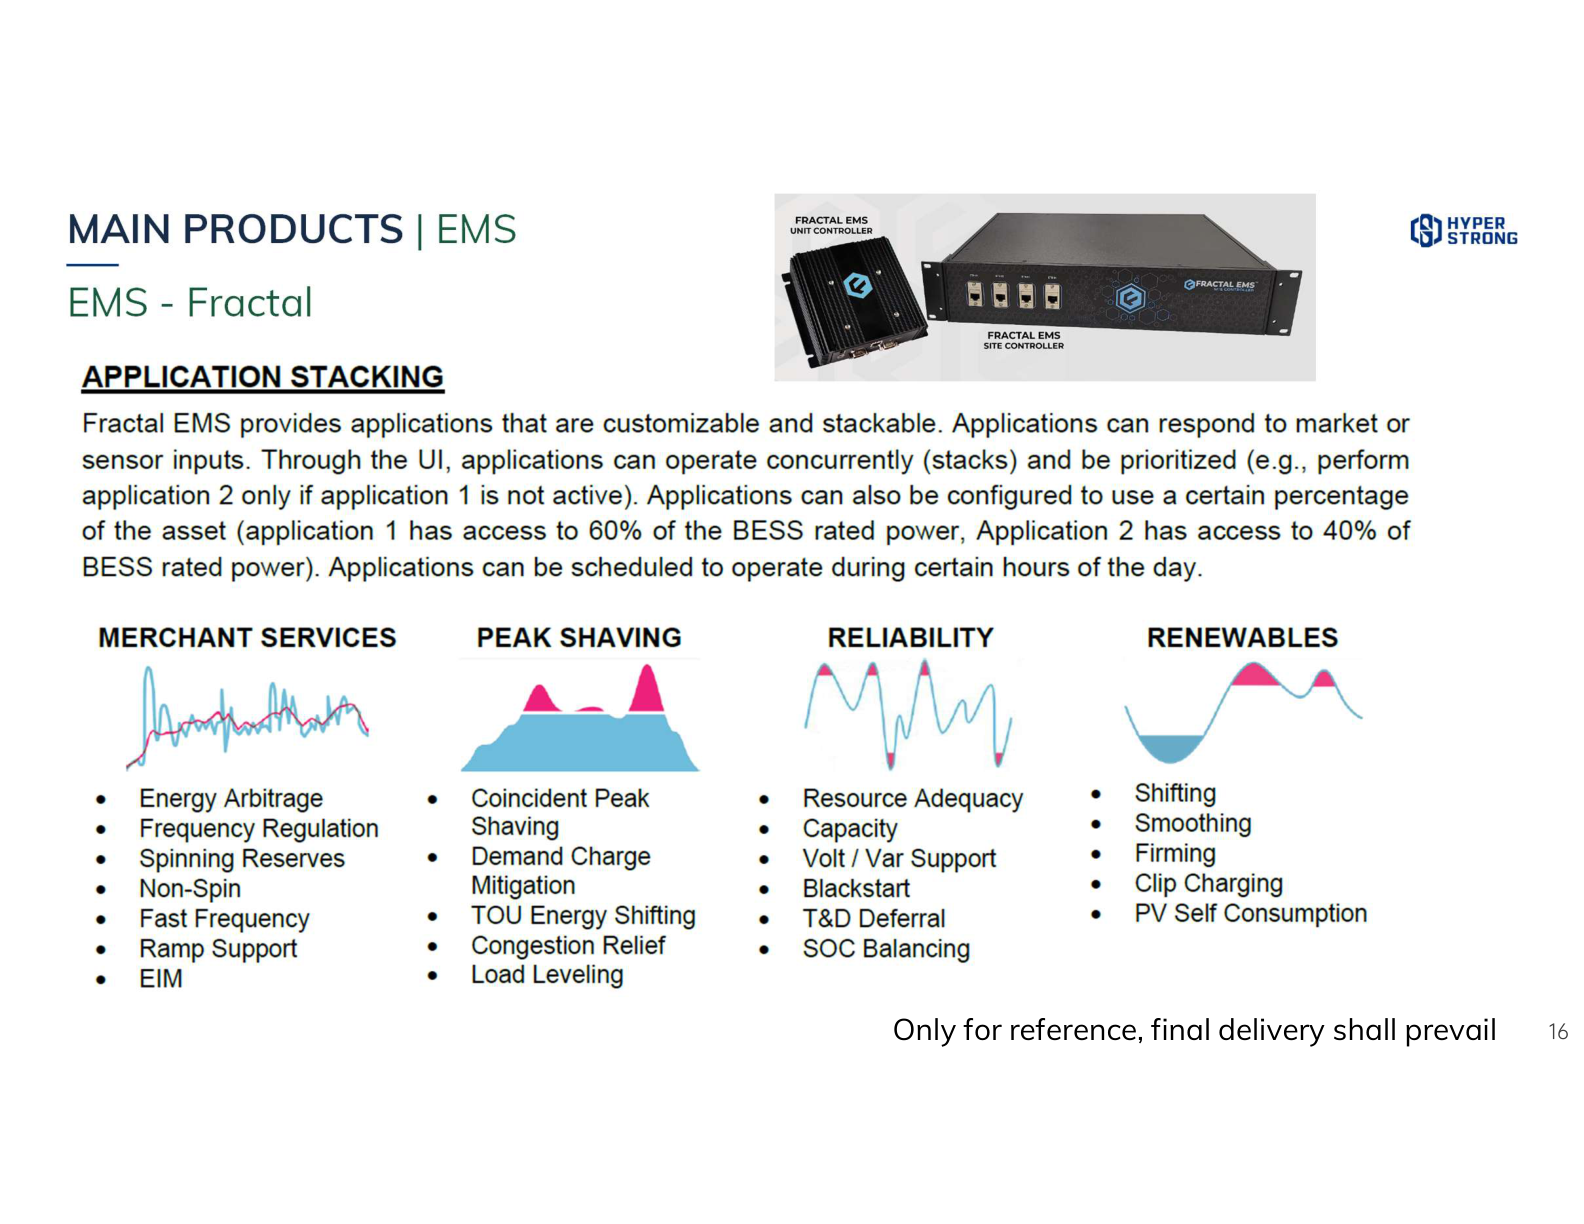 MAIN PRODUCTS | EMS
EMS - Fractal
FRACTAL EMS
UNIT CONTROLLER
FRACTAL EMS
FRACTAL EMS
SITE CONTROLLER
HYPER
STRONG
APPLICATION STACKING
Fractal EMS provides applications that are customizable and stackable. Applications can respond to market or
sensor inputs. Through the UI, applications can operate concurrently (stacks) and be prioritized (e.g., perform
application 2 only if application 1 is not active). Applications can also be configured to use a certain percentage
of the asset (application 1 has access to 60% of the BESS rated power, Application 2 has access to 40% of
BESS rated power). Applications can be scheduled to operate during certain hours of the day.
MERCHANT SERVICES
• Energy Arbitrage
• Frequency Regulation
• Spinning Reserves
• Non-Spin
• Fast Frequency
• Ramp Support
• EIM
PEAK SHAVING
• Coincident Peak
Shaving
• Demand Charge
Mitigation
• TOU Energy Shifting
• Congestion Relief
• Load Leveling
RELIABILITY
• Resource Adequacy
• Capacity
• Volt / Var Support
• Blackstart
• T&D Deferral
• SOC Balancing
RENEWABLES
• Shifting
• Smoothing
• Firming
• Clip Charging
• PV Self Consumption
Only for reference, final delivery shall prevail
16